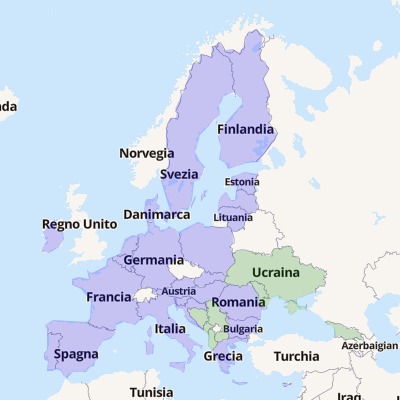 Finlandia
Norvegia
Svezia
Estonia
Danimarca
Lituania
Regno Unito
Germania
Ucraina
Austria
Francia
Romania
Italia
Bulgaria
Azerbaigian
Spagna
Grecia
Turchia
Tunisia
Iraq